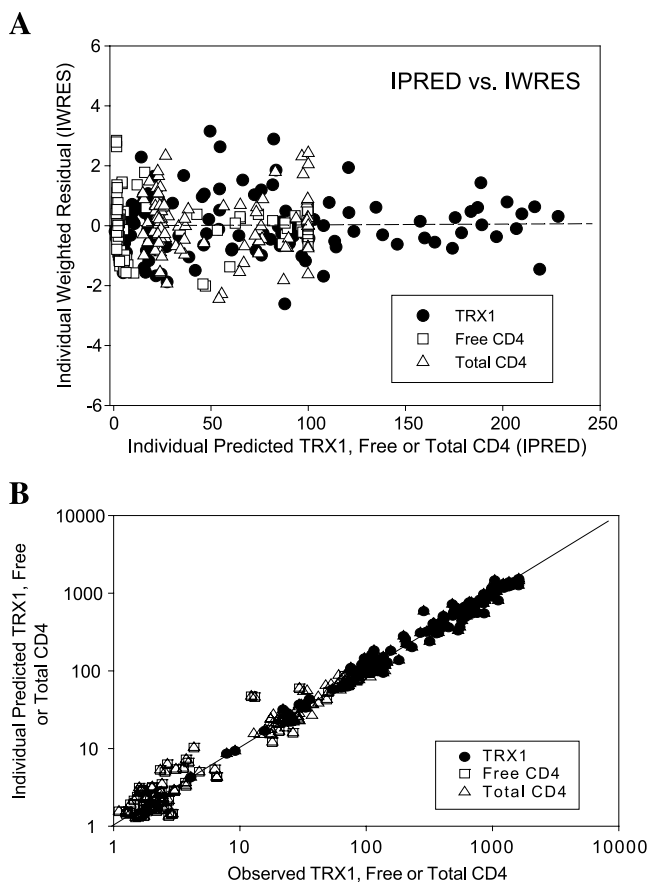 A
6
4
2
0
-2
-4
-6
Individual Weighted Residual (IWRES)
IPRED vs. IWRES
TRX1
Free CD4
Total CD4
0
50
100
150
200
250
Individual Predicted TRX1, Free or Total CD4 (IPRED)
B
10000
1000
100
10
1
Individual Predicted TRX1, Free
or Total CD4
TRX1
Free CD4
Total CD4
1
10
100
1000
10000
Observed TRX1, Free or Total CD4